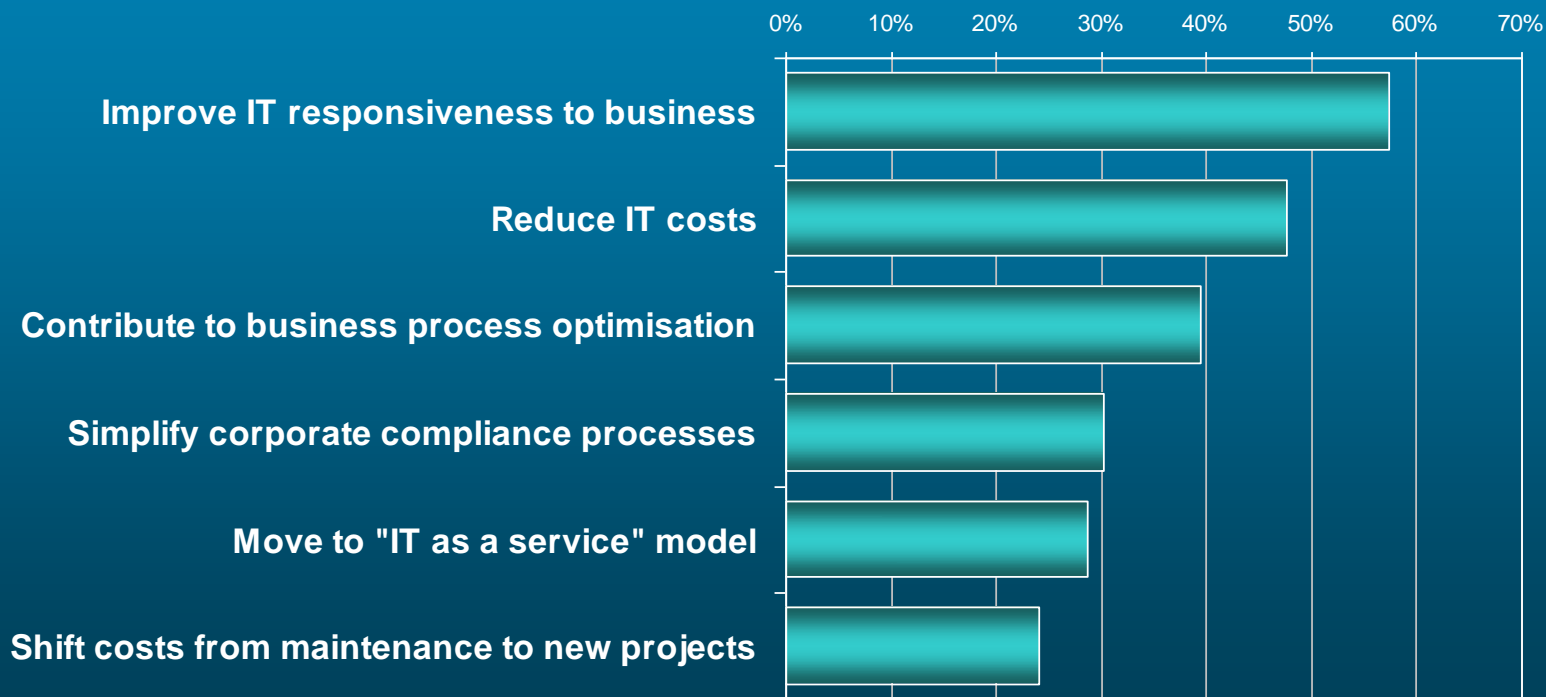 0% 10% 20% 30% 40% 50% 60% 70%
Improve IT responsiveness to business
Reduce IT costs
Contribute to business process optimisation
Simplify corporate compliance processes
Move to "IT as a service" model
Shift costs from maintenance to new projects